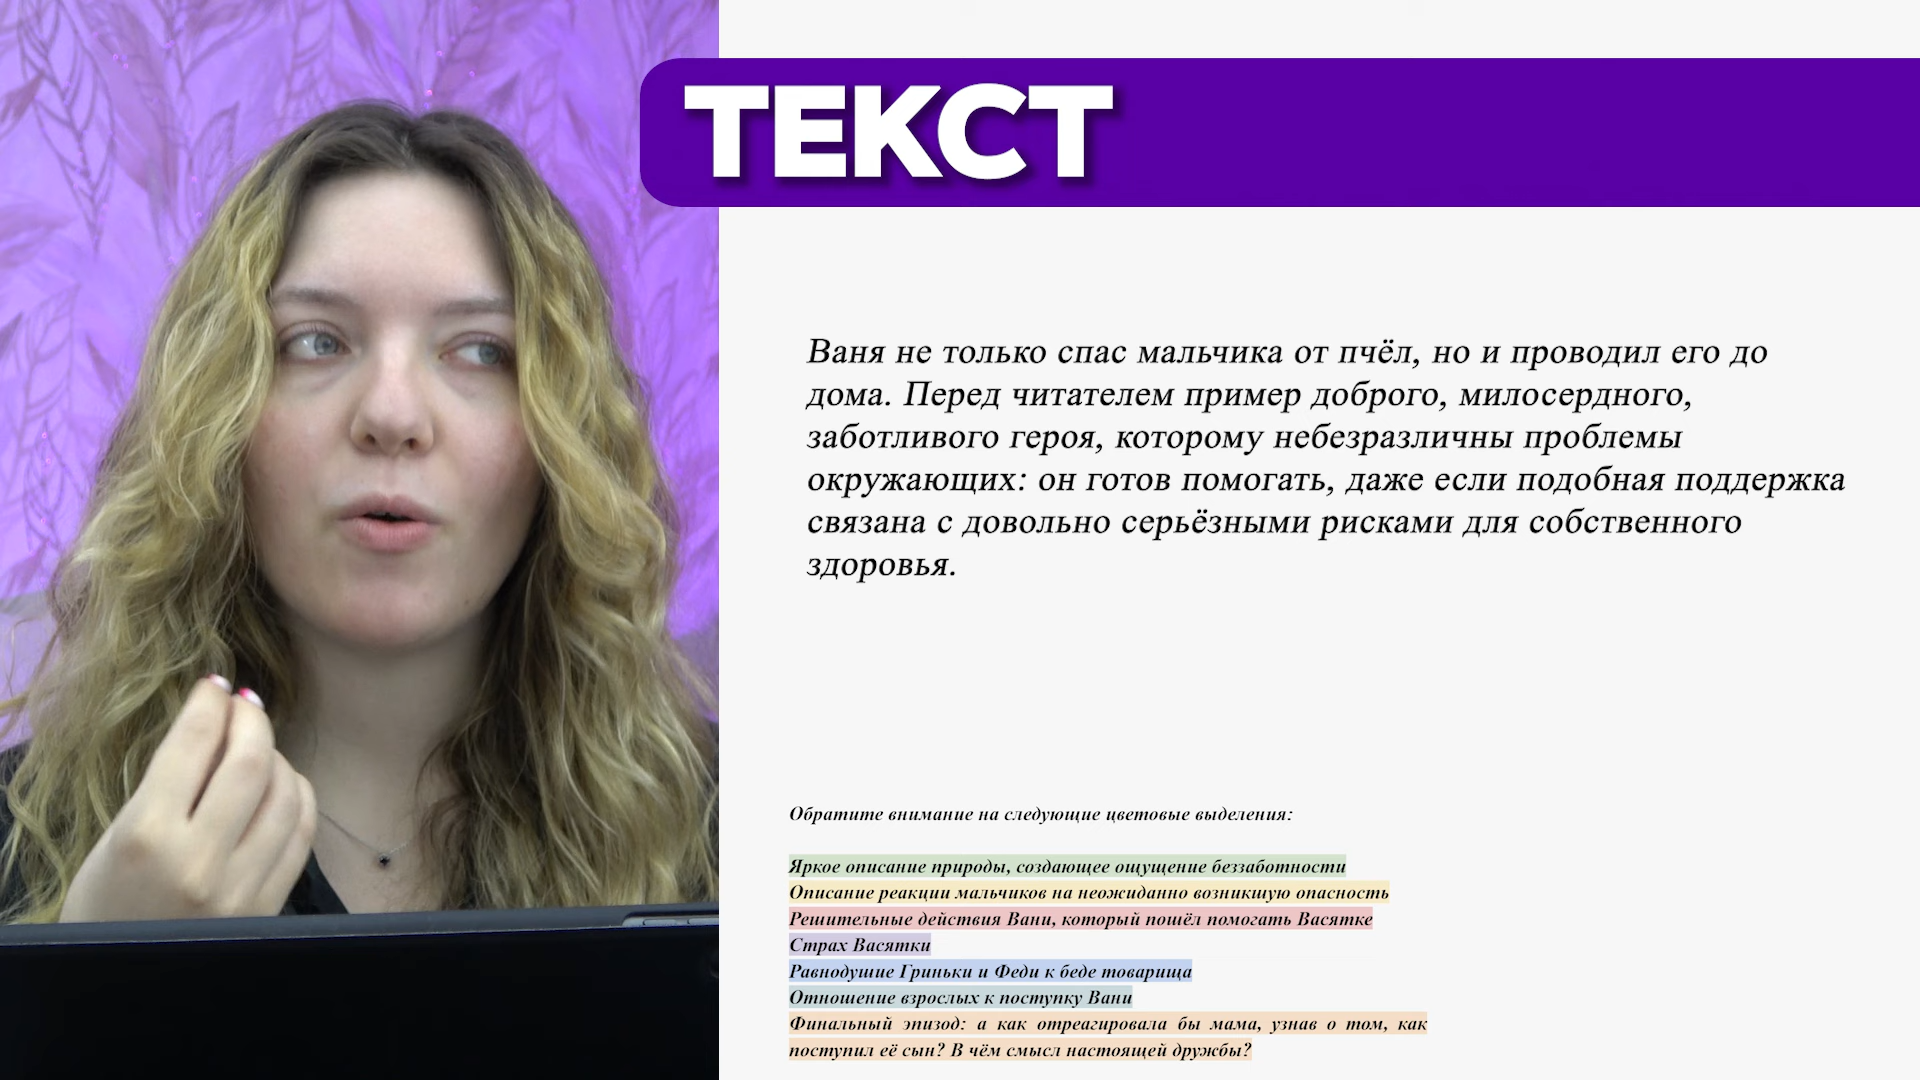 ТЕКСТ
Ваня не только спас мальчика от пчёл, но и проводил его до
дома. Перед читателем пример доброго, милосердного,
заботливого героя, которому небезразличны проблемы
окружающих: он готов помогать, даже если подобная поддержка
связана с довольно серьёзными рисками для собственного
здоровья.
Обратите внимание на следующие цветовые выделения:
Яркое описание природы, создающее ощущение беззаботности
Описание реакции мальчиков на неожиданно возникшую опасность
Решительные действия Вани, который пошёл помогать Васятке
Страх Васятки
Равнодушие Гриньки и Феди к беде товарища
Отношение взрослых к поступку Вани
Финальный эпизод: а как отреагировала бы мама, узнав о том, как
поступил её сын? В чём смысл настоящей дружбы?